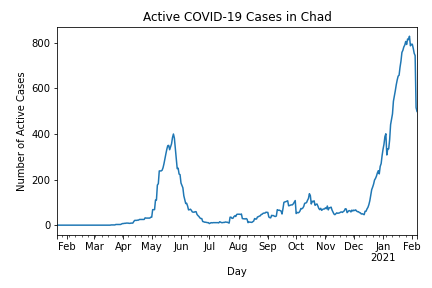 Active COVID-19 Cases in Chad
Number of Active Cases
800
600
400
200
0
Feb Mar Apr May Jun Jul Aug Sep Oct Nov Dec Jan Feb
2021
Day